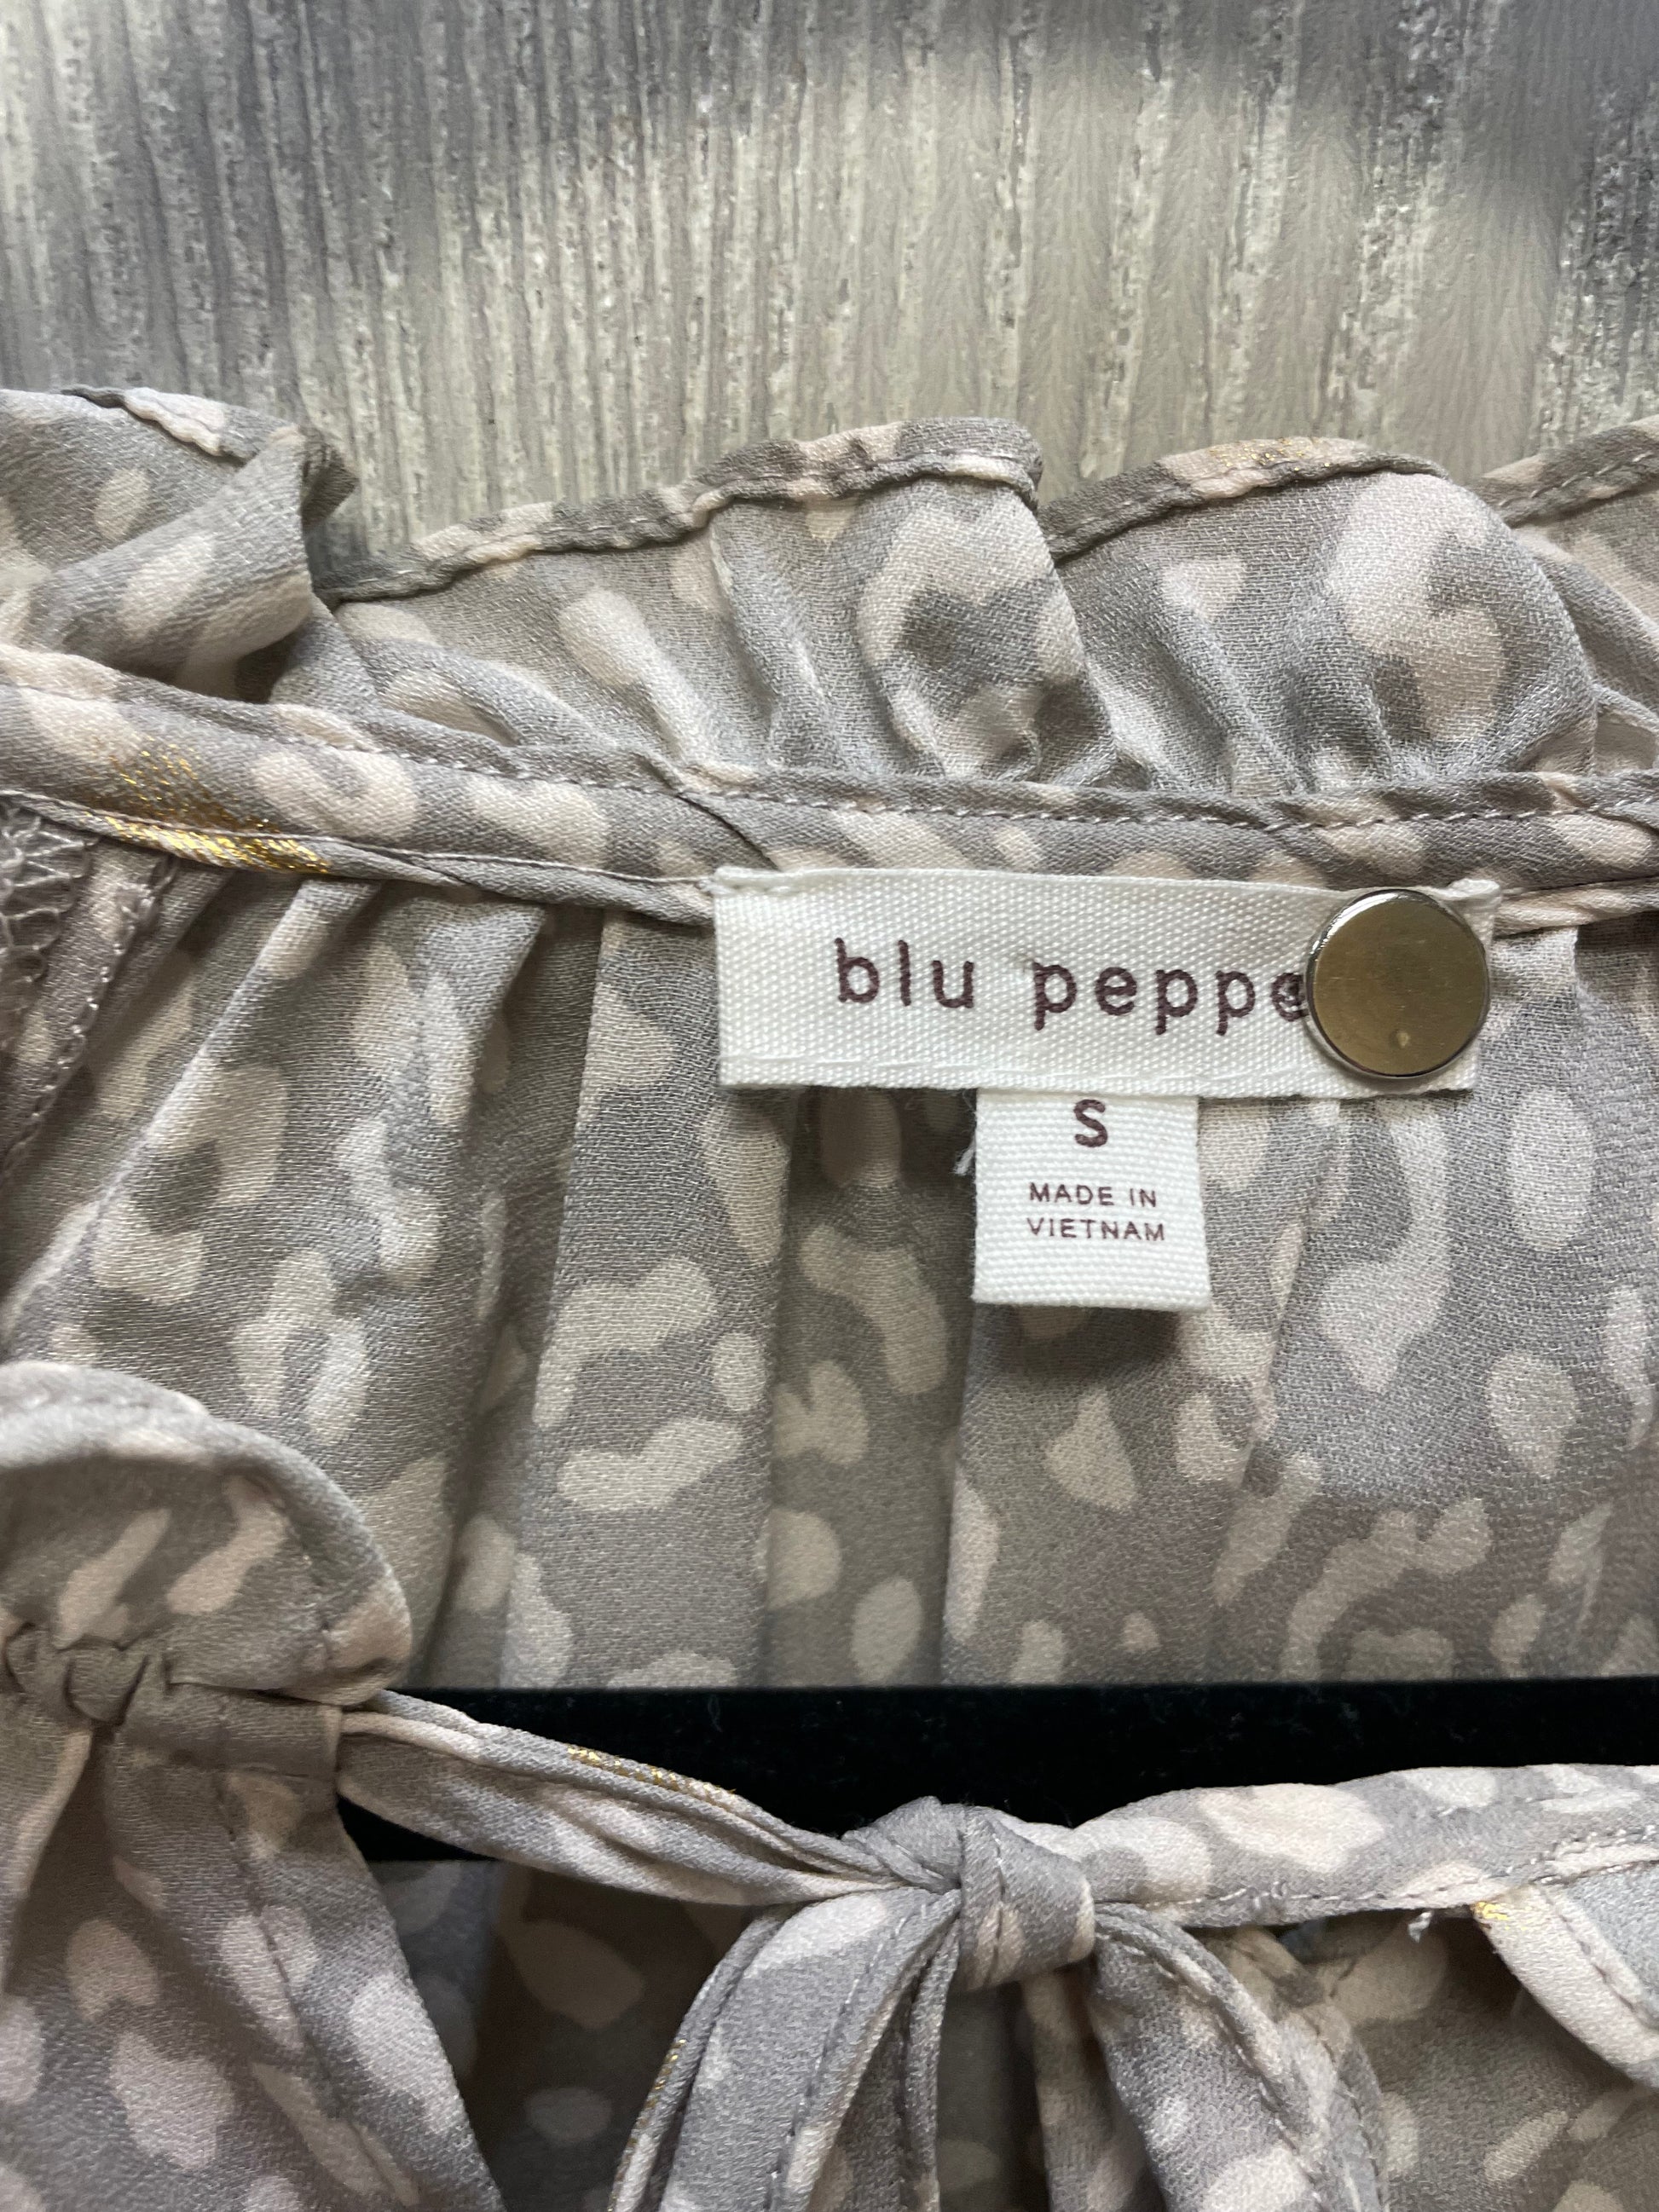 blu peppe
S
MADE IN
VIETNAM